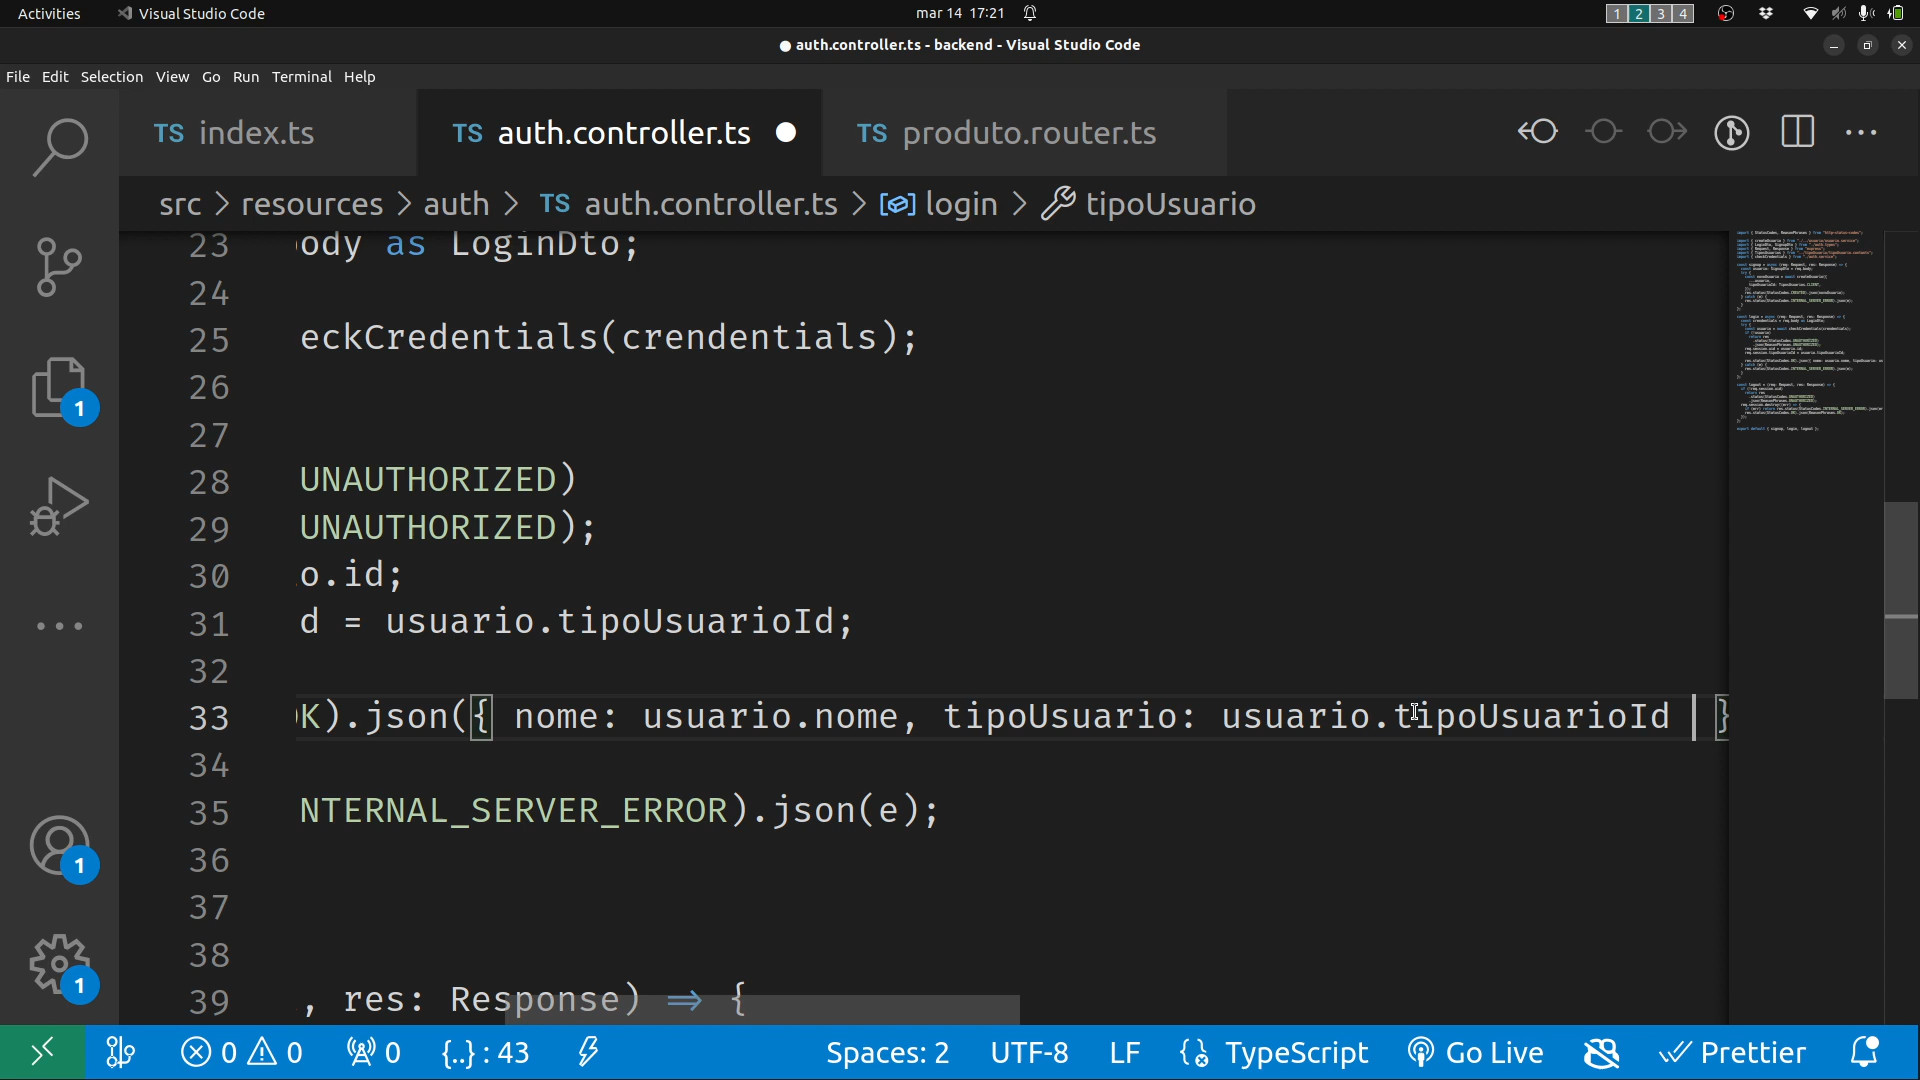 Activities Visual Studio Code mar 14 17:21 1 2 3 4
● auth.controller.ts - backend - Visual Studio Code
File Edit Selection View Go Run Terminal Help
TS index.ts TS auth.controller.ts ● TS produto.router.ts
src > resources > auth > TS auth.controller.ts > login > tipoUsuario
23 ody as LoginDto;
24
25 eckCredentials(crendentials);
26
27
28 UNAUTHORIZED)
29 UNAUTHORIZED);
30 o.id;
31 d = usuario.tipoUsuarioId;
32
33 K).json({ nome: usuario.nome, tipoUsuario: usuario.tipoUsuarioId }
34
35 NTERNAL_SERVER_ERROR).json(e);
36
37
38
39 , res: Response) => {
1
1
1
0 0 0 {..} : 43 Spaces: 2 UTF-8 LF TypeScript Go Live Prettier